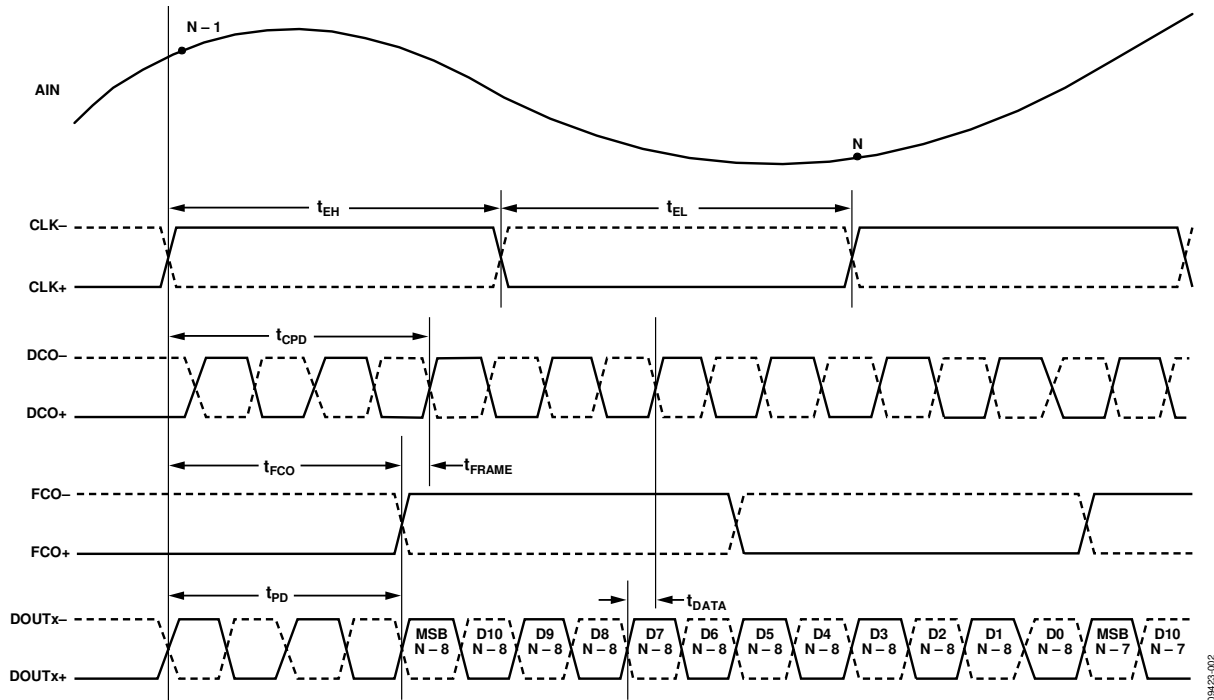 N – 1
AIN
N
tEH
tEL
CLK–
CLK+
tCPD
DCO–
DCO+
tFCO
tFRAME
FCO–
FCO+
tPD
tDATA
DOUTx–
DOUTx+
MSB D10 D9 D8 D7 D6 D5 D4 D3 D2 D1 D0 MSB D10
N – 8 N – 8 N – 8 N – 8 N – 8 N – 8 N – 8 N – 8 N – 8 N – 8 N – 8 N – 8 N – 7 N – 7
09423-002